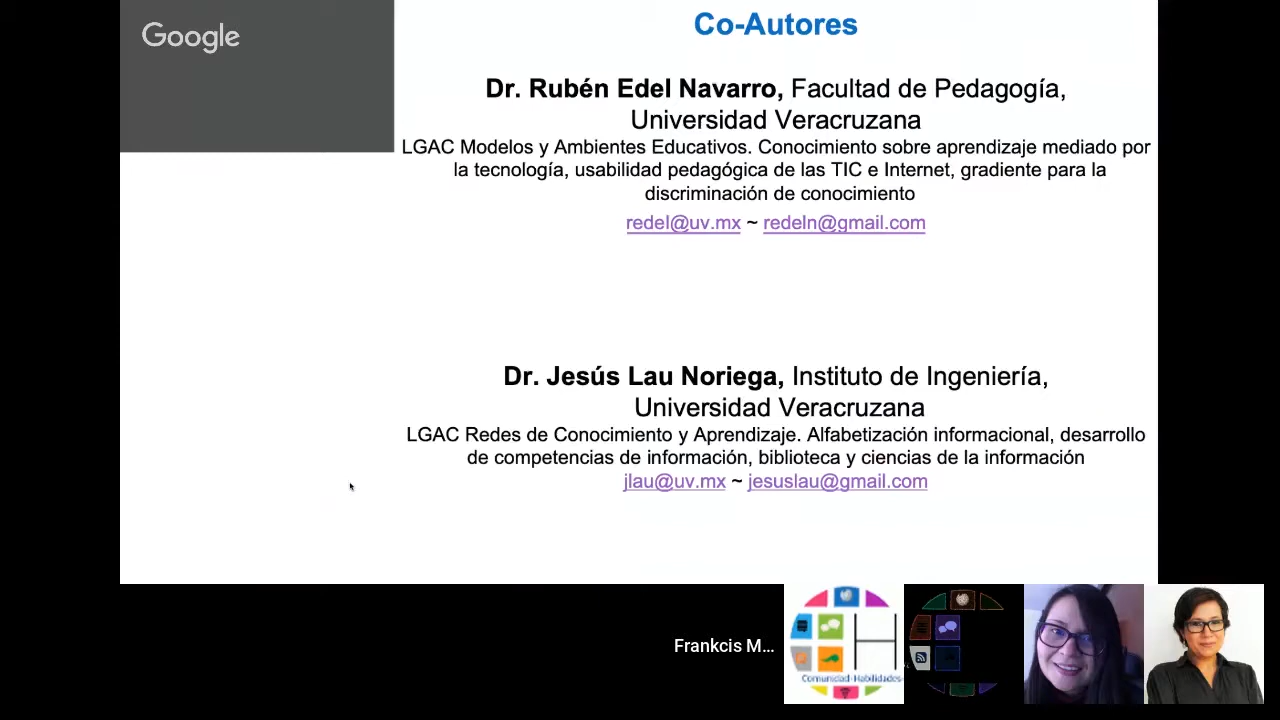 Google
Co-Autores
Dr. Rubén Edel Navarro, Facultad de Pedagogía,
Universidad Veracruzana
LGAC Modelos y Ambientes Educativos. Conocimiento sobre aprendizaje mediado por
la tecnología, usabilidad pedagógica de las TIC e Internet, gradiente para la
discriminación de conocimiento
redel@uv.mx ~ redeln@gmail.com
Dr. Jesús Lau Noriega, Instituto de Ingeniería,
Universidad Veracruzana
LGAC Redes de Conocimiento y Aprendizaje. Alfabetización informacional, desarrollo
de competencias de información, biblioteca y ciencias de la información
jlau@uv.mx ~ jesuslau@gmail.com
Frankcis M...
H
Comunidad·Habilidades·